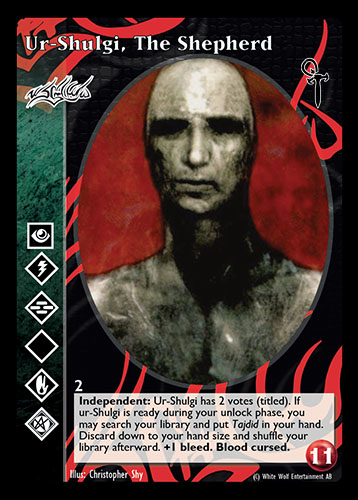 Ur-Shulgi, The Shepherd
2
Independent: Ur-Shulgi has 2 votes (titled). If
ur-Shulgi is ready during your unlock phase, you
may search your library and put Tajdid in your hand.
Discard down to your hand size and shuffle your
library afterward. +1 bleed. Blood cursed.
11
Illus: Christopher Shy
(C) White Wolf Entertainment AB